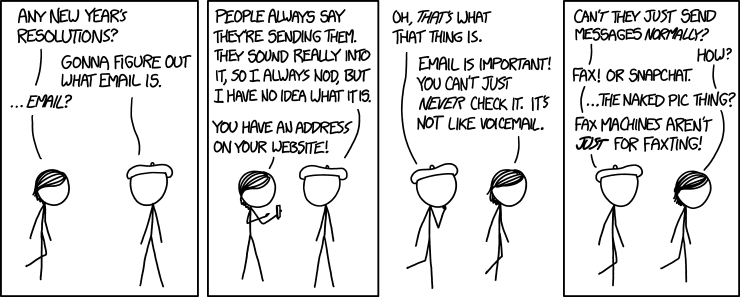 ANY NEW YEAR'S
RESOLUTIONS?
GONNA FIGURE OUT
WHAT EMAIL IS.
...EMAIL?
PEOPLE ALWAYS SAY
THEY'RE SENDING THEM.
THEY SOUND REALLY INTO
IT, SO I ALWAYS NOD, BUT
I HAVE NO IDEA WHAT IT IS.
YOU HAVE AN ADDRESS
ON YOUR WEBSITE!
OH, THAT'S WHAT
THAT THING IS.
EMAIL IS IMPORTANT!
YOU CAN'T JUST
NEVER CHECK IT. IT'S
NOT LIKE VOICEMAIL.
CAN'T THEY JUST SEND
MESSAGES NORMALLY?
HOW?
FAX! OR SNAPCHAT.
...THE NAKED PIC THING?
FAX MACHINES AREN'T
JUST FOR FAXTING!